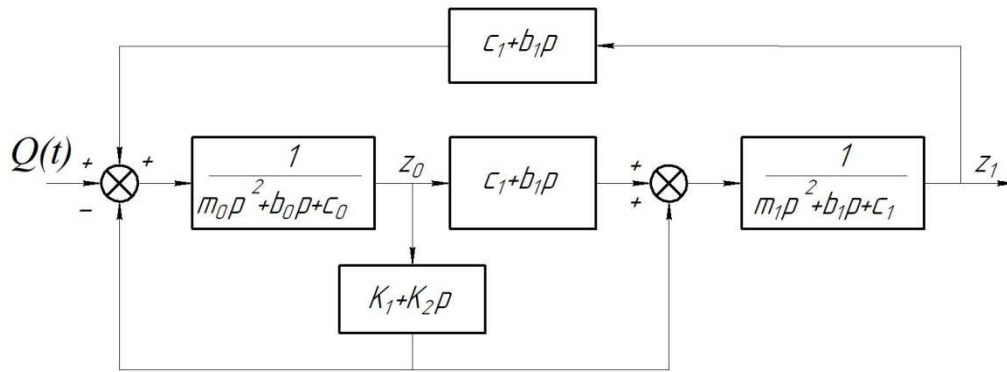 c₁+b₁p
Q(t)
+
+
−
1
m₀p²+b₀p+c₀
z₀
c₁+b₁p
+
+
1
m₁p²+b₁p+c₁
z₁
K₁+K₂p